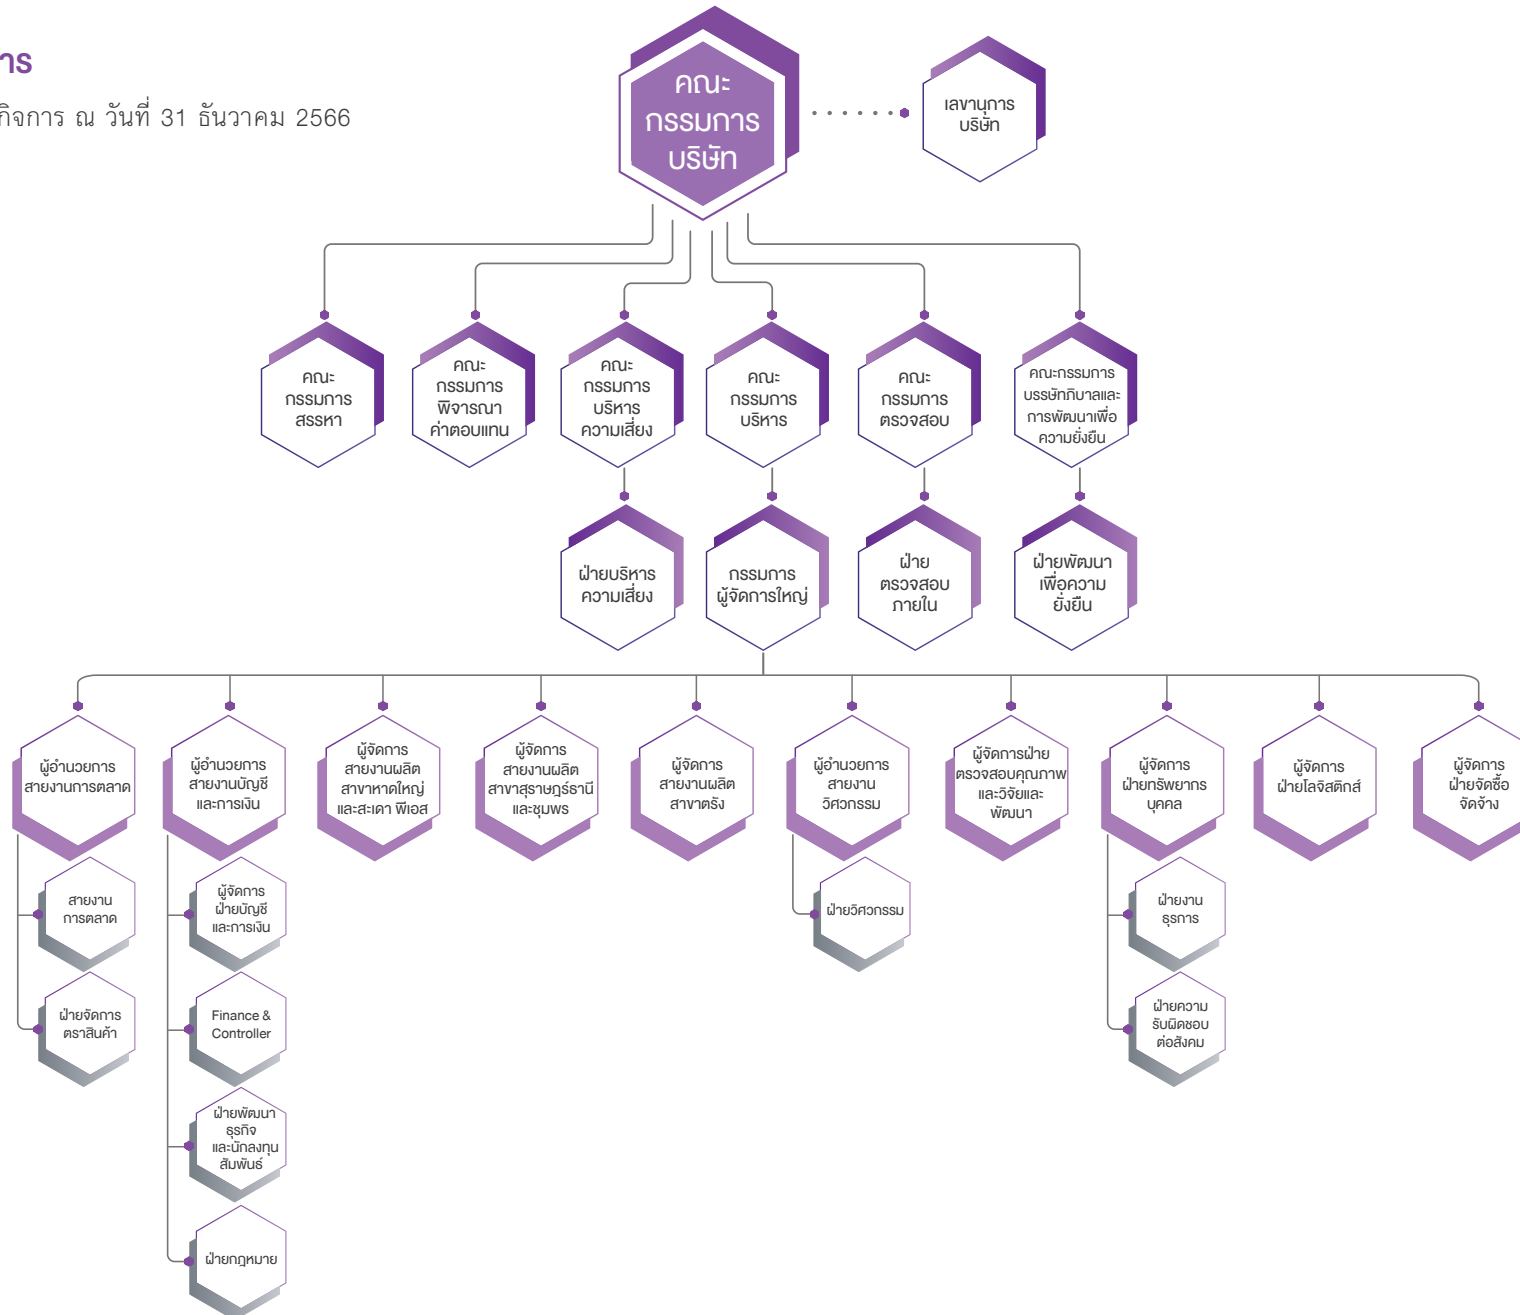 าร
กิจการ ณ วันที่ 31 ธันวาคม 2566
คณะ
กรรมการ
บริษัท
เลขานุการ
บริษัท
คณะ
กรรมการ
สรรหา
คณะ
กรรมการ
พิจารณา
ค่าตอบแทน
คณะ
กรรมการ
บริหาร
ความเสี่ยง
คณะ
กรรมการ
บริหาร
คณะ
กรรมการ
ตรวจสอบ
คณะกรรมการ
บรรษัทภิบาลและ
การพัฒนาเพื่อ
ความยั่งยืน
ฝ่ายบริหาร
ความเสี่ยง
กรรมการ
ผู้จัดการใหญ่
ฝ่าย
ตรวจสอบ
ภายใน
ฝ่ายพัฒนา
เพื่อความ
ยั่งยืน
ผู้อำนวยการ
สายงานการตลาด
ผู้อำนวยการ
สายงานบัญชี
และการเงิน
ผู้จัดการ
สายงานผลิต
สาขาหาดใหญ่
และสะเดา พีเอส
ผู้จัดการ
สายงานผลิต
สาขาสุราษฎร์ธานี
และชุมพร
ผู้จัดการ
สายงานผลิต
สาขาตรัง
ผู้อำนวยการ
สายงาน
วิศวกรรม
ผู้จัดการฝ่าย
ตรวจสอบคุณภาพ
และวิจัยและ
พัฒนา
ผู้จัดการ
ฝ่ายทรัพยากร
บุคคล
ผู้จัดการ
ฝ่ายโลจิสติกส์
ผู้จัดการ
ฝ่ายจัดซื้อ
จัดจ้าง
สายงาน
การตลาด
ฝ่ายจัดการ
ตราสินค้า
ผู้จัดการ
ฝ่ายบัญชี
และการเงิน
Finance &
Controller
ฝ่ายพัฒนา
ธุรกิจ
และนักลงทุน
สัมพันธ์
ฝ่ายกฎหมาย
ฝ่ายวิศวกรรม
ฝ่ายงาน
ธุรการ
ฝ่ายความ
รับผิดชอบ
ต่อสังคม